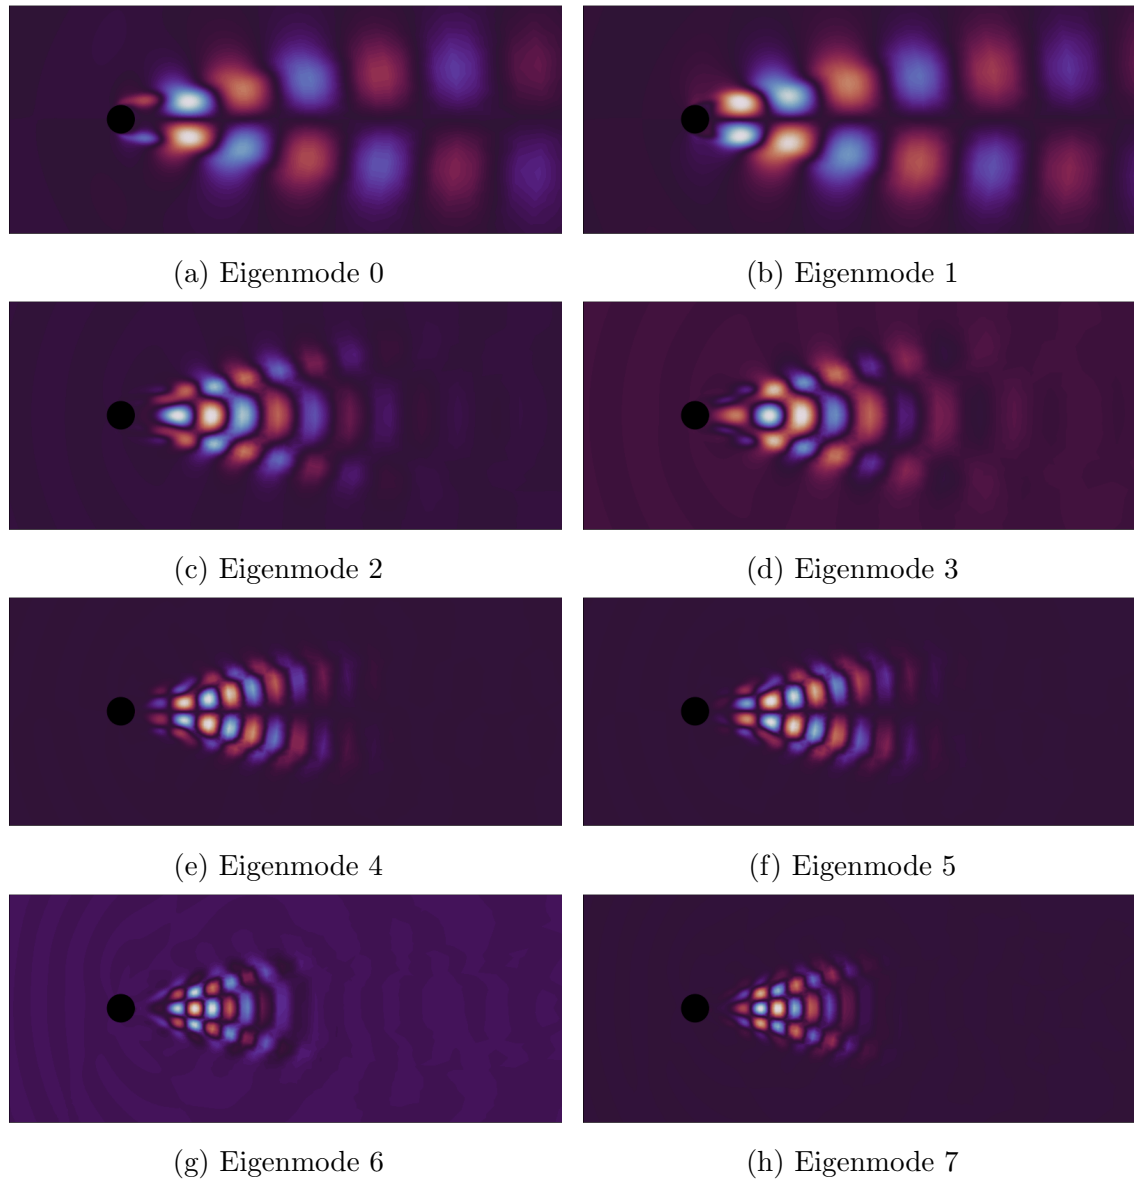 (a) Eigenmode 0
(b) Eigenmode 1
(c) Eigenmode 2
(d) Eigenmode 3
(e) Eigenmode 4
(f) Eigenmode 5
(g) Eigenmode 6
(h) Eigenmode 7